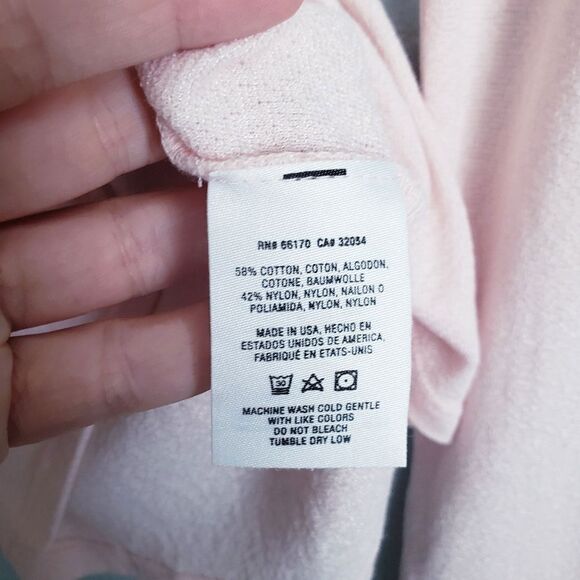 RN# 66170 CA# 32054
58% COTTON, COTON, ALGODON,
COTONE, BAUMWOLLE
42% NYLON, NYLON, NAILON O
POLIAMIDA, NYLON, NYLON
MADE IN USA, HECHO EN
ESTADOS UNIDOS DE AMERICA,
FABRIQUÉ EN ETATS-UNIS
30
MACHINE WASH COLD GENTLE
WITH LIKE COLORS
DO NOT BLEACH
TUMBLE DRY LOW